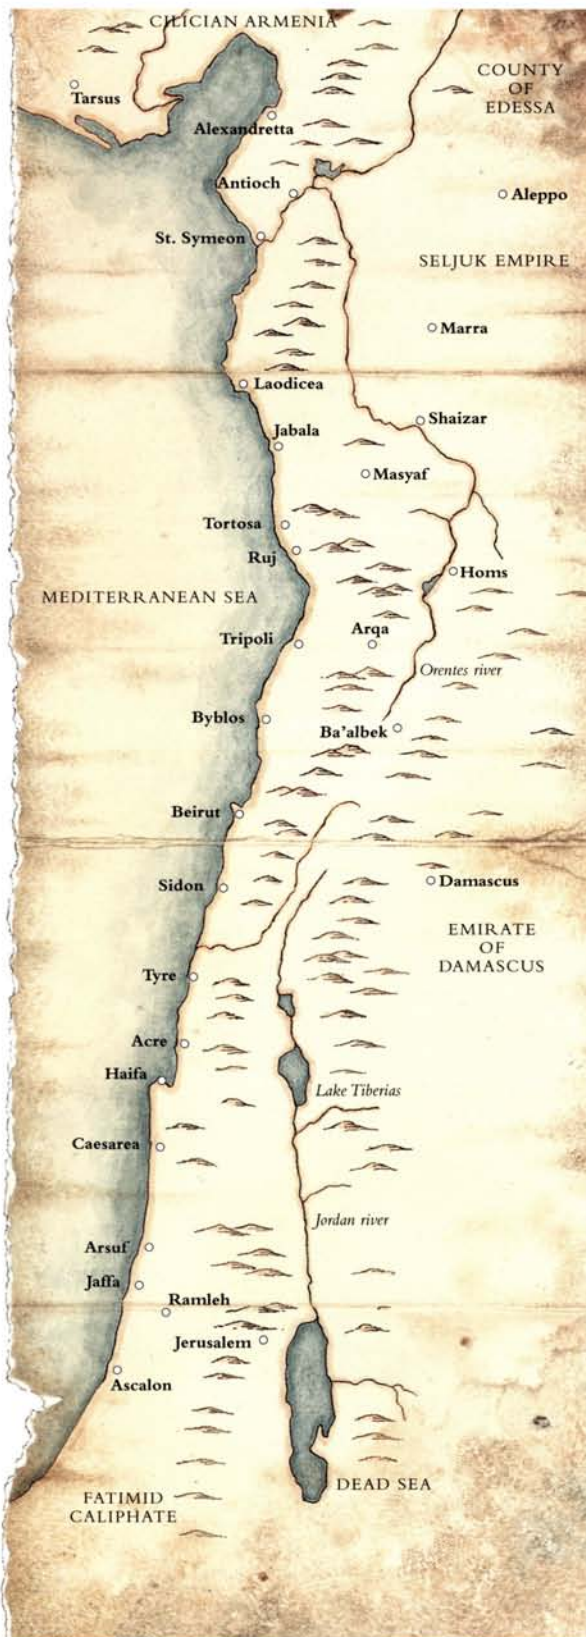 CILICIAN ARMENIA
COUNTY
OF
EDESSA
Tarsus
Alexandretta
Antioch
Aleppo
St. Symeon
SELJUK EMPIRE
Marra
Laodicea
Shaizar
Jabala
Masyaf
Tortosa
Ruj
Homs
MEDITERRANEAN SEA
Tripoli
Arqa
Orentes river
Byblos
Ba'albek
Beirut
Sidon
Damascus
EMIRATE
OF
DAMASCUS
Tyre
Acre
Haifa
Lake Tiberias
Caesarea
Jordan river
Arsuf
Jaffa
Ramleh
Jerusalem
Ascalon
DEAD SEA
FATIMID
CALIPHATE